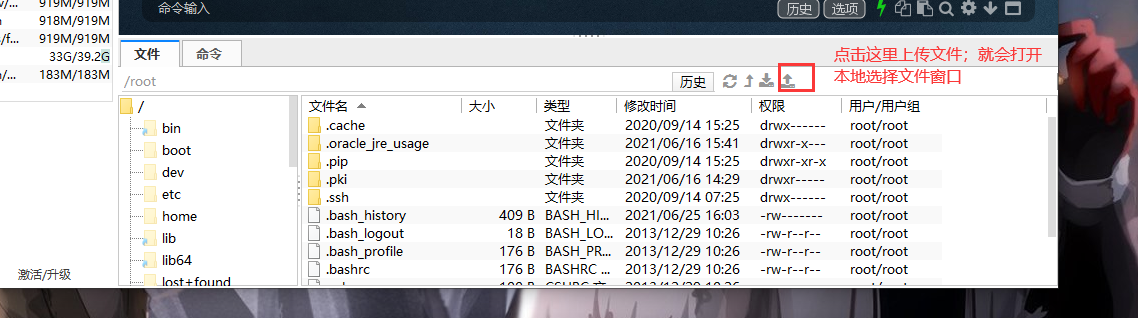 919M/919M
命令输入 历史 选项
918M/918M
919M/919M
33G/39.2G
183M/183M
文件 命令
点击这里上传文件；就会打开
本地选择文件窗口
/root 历史
/
bin
boot
dev
etc
home
lib
lib64
lost+found
文件名 大小 类型 修改时间 权限 用户/用户组
.cache 文件夹 2020/09/14 15:25 drwx------ root/root
.oracle_jre_usage 文件夹 2021/06/16 15:41 drwxr-x--- root/root
.pip 文件夹 2020/09/14 15:25 drwxr-xr-x root/root
.pki 文件夹 2021/06/16 14:29 drwxr----- root/root
.ssh 文件夹 2020/09/14 07:25 drwx------ root/root
.bash_history 409 B BASH_HI... 2021/06/25 16:03 -rw------- root/root
.bash_logout 18 B BASH_LO... 2013/12/29 10:26 -rw-r--r-- root/root
.bash_profile 176 B BASH_PR... 2013/12/29 10:26 -rw-r--r-- root/root
.bashrc 176 B BASHRC ... 2013/12/29 10:26 -rw-r--r-- root/root
激活/升级